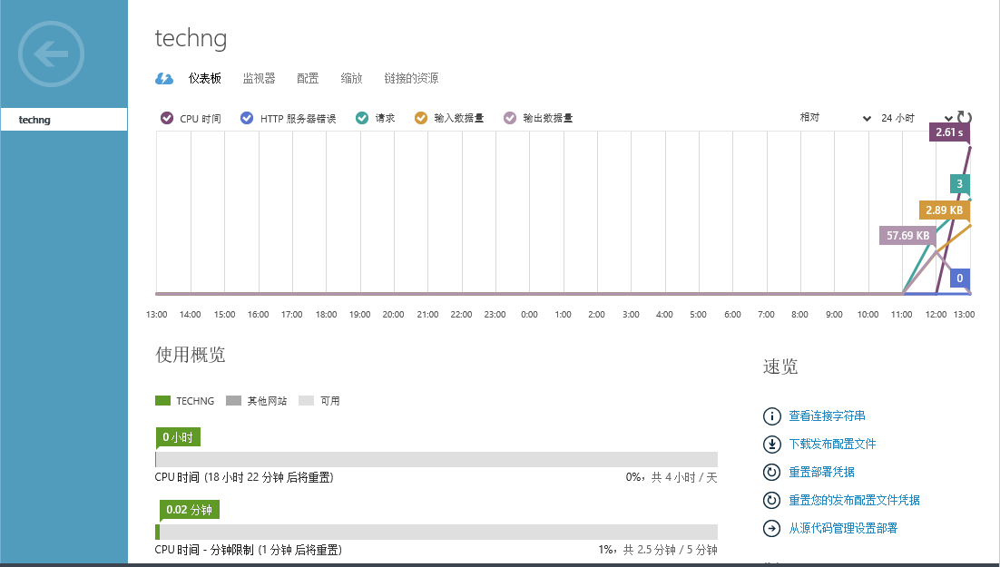 techng
techng
仪表板 监视器 配置 缩放 链接的资源
CPU 时间 HTTP 服务器错误 请求 输入数据量 输出数据量 相对 24 小时
2.61 s
3
2.89 KB
57.69 KB
0
13:00 14:00 15:00 16:00 17:00 18:00 19:00 20:00 21:00 22:00 23:00 0:00 1:00 2:00 3:00 4:00 5:00 6:00 7:00 8:00 9:00 10:00 11:00 12:00 13:00
使用概览
TECHNG 其他网站 可用
0 小时
CPU 时间 (18 小时 22 分钟 后将重置) 0%，共 4 小时 / 天
0.02 分钟
CPU 时间 - 分钟限制 (1 分钟 后将重置) 1%，共 2.5 分钟 / 5 分钟
速览
查看连接字符串
下载发布配置文件
重置部署凭据
重置您的发布配置文件凭据
从源代码管理设置部署